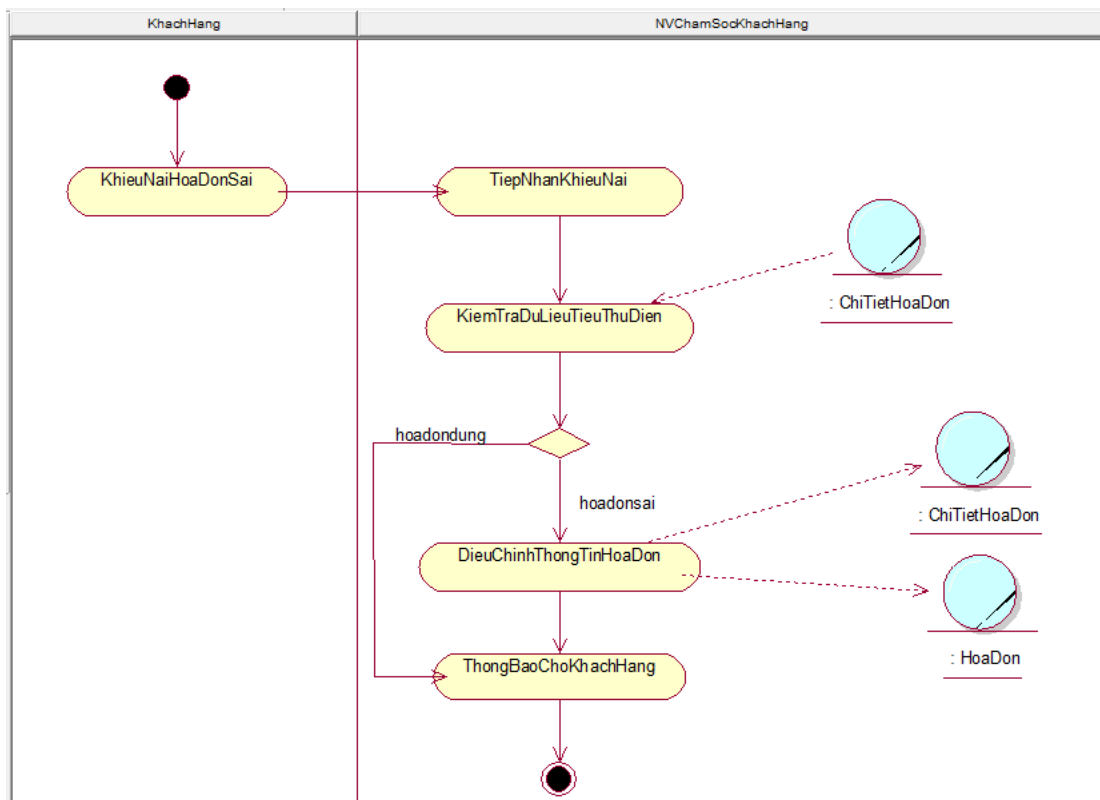 KhachHang
NVChamSocKhachHang
KhieuNaiHoaDonSai
TiepNhanKhieuNai
: ChiTietHoaDon
KiemTraDuLieuTieuThuDien
hoadondung
hoadonsai
: ChiTietHoaDon
DieuChinhThongTinHoaDon
: HoaDon
ThongBaoChoKhachHang